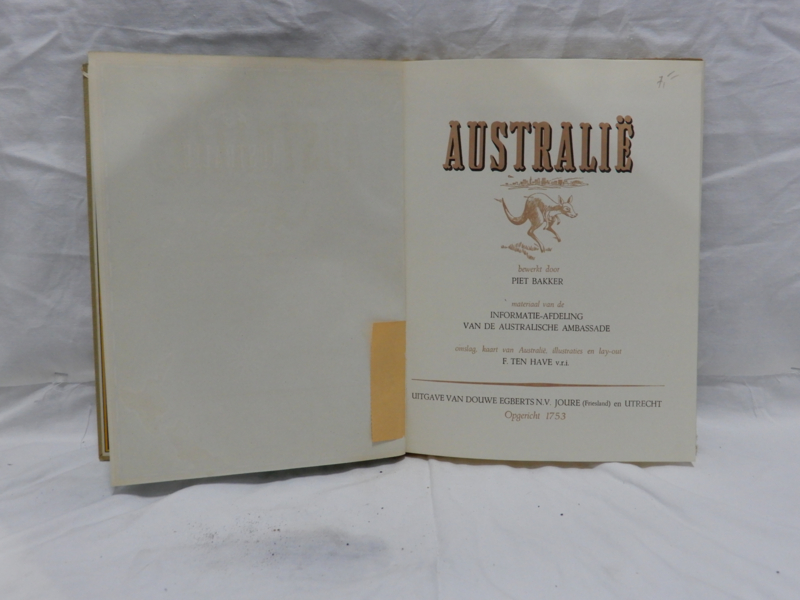 AUSTRALIË
bewerkt door
PIET BAKKER
materiaal van de
INFORMATIE-AFDELING
VAN DE AUSTRALISCHE AMBASSADE
omslag, kaart van Australië, illustraties en lay-out
F. TEN HAVE v.r.i.
UITGAVE VAN DOUWE EGBERTS N.V. JOURE (Friesland) en UTRECHT
Opgericht 1753